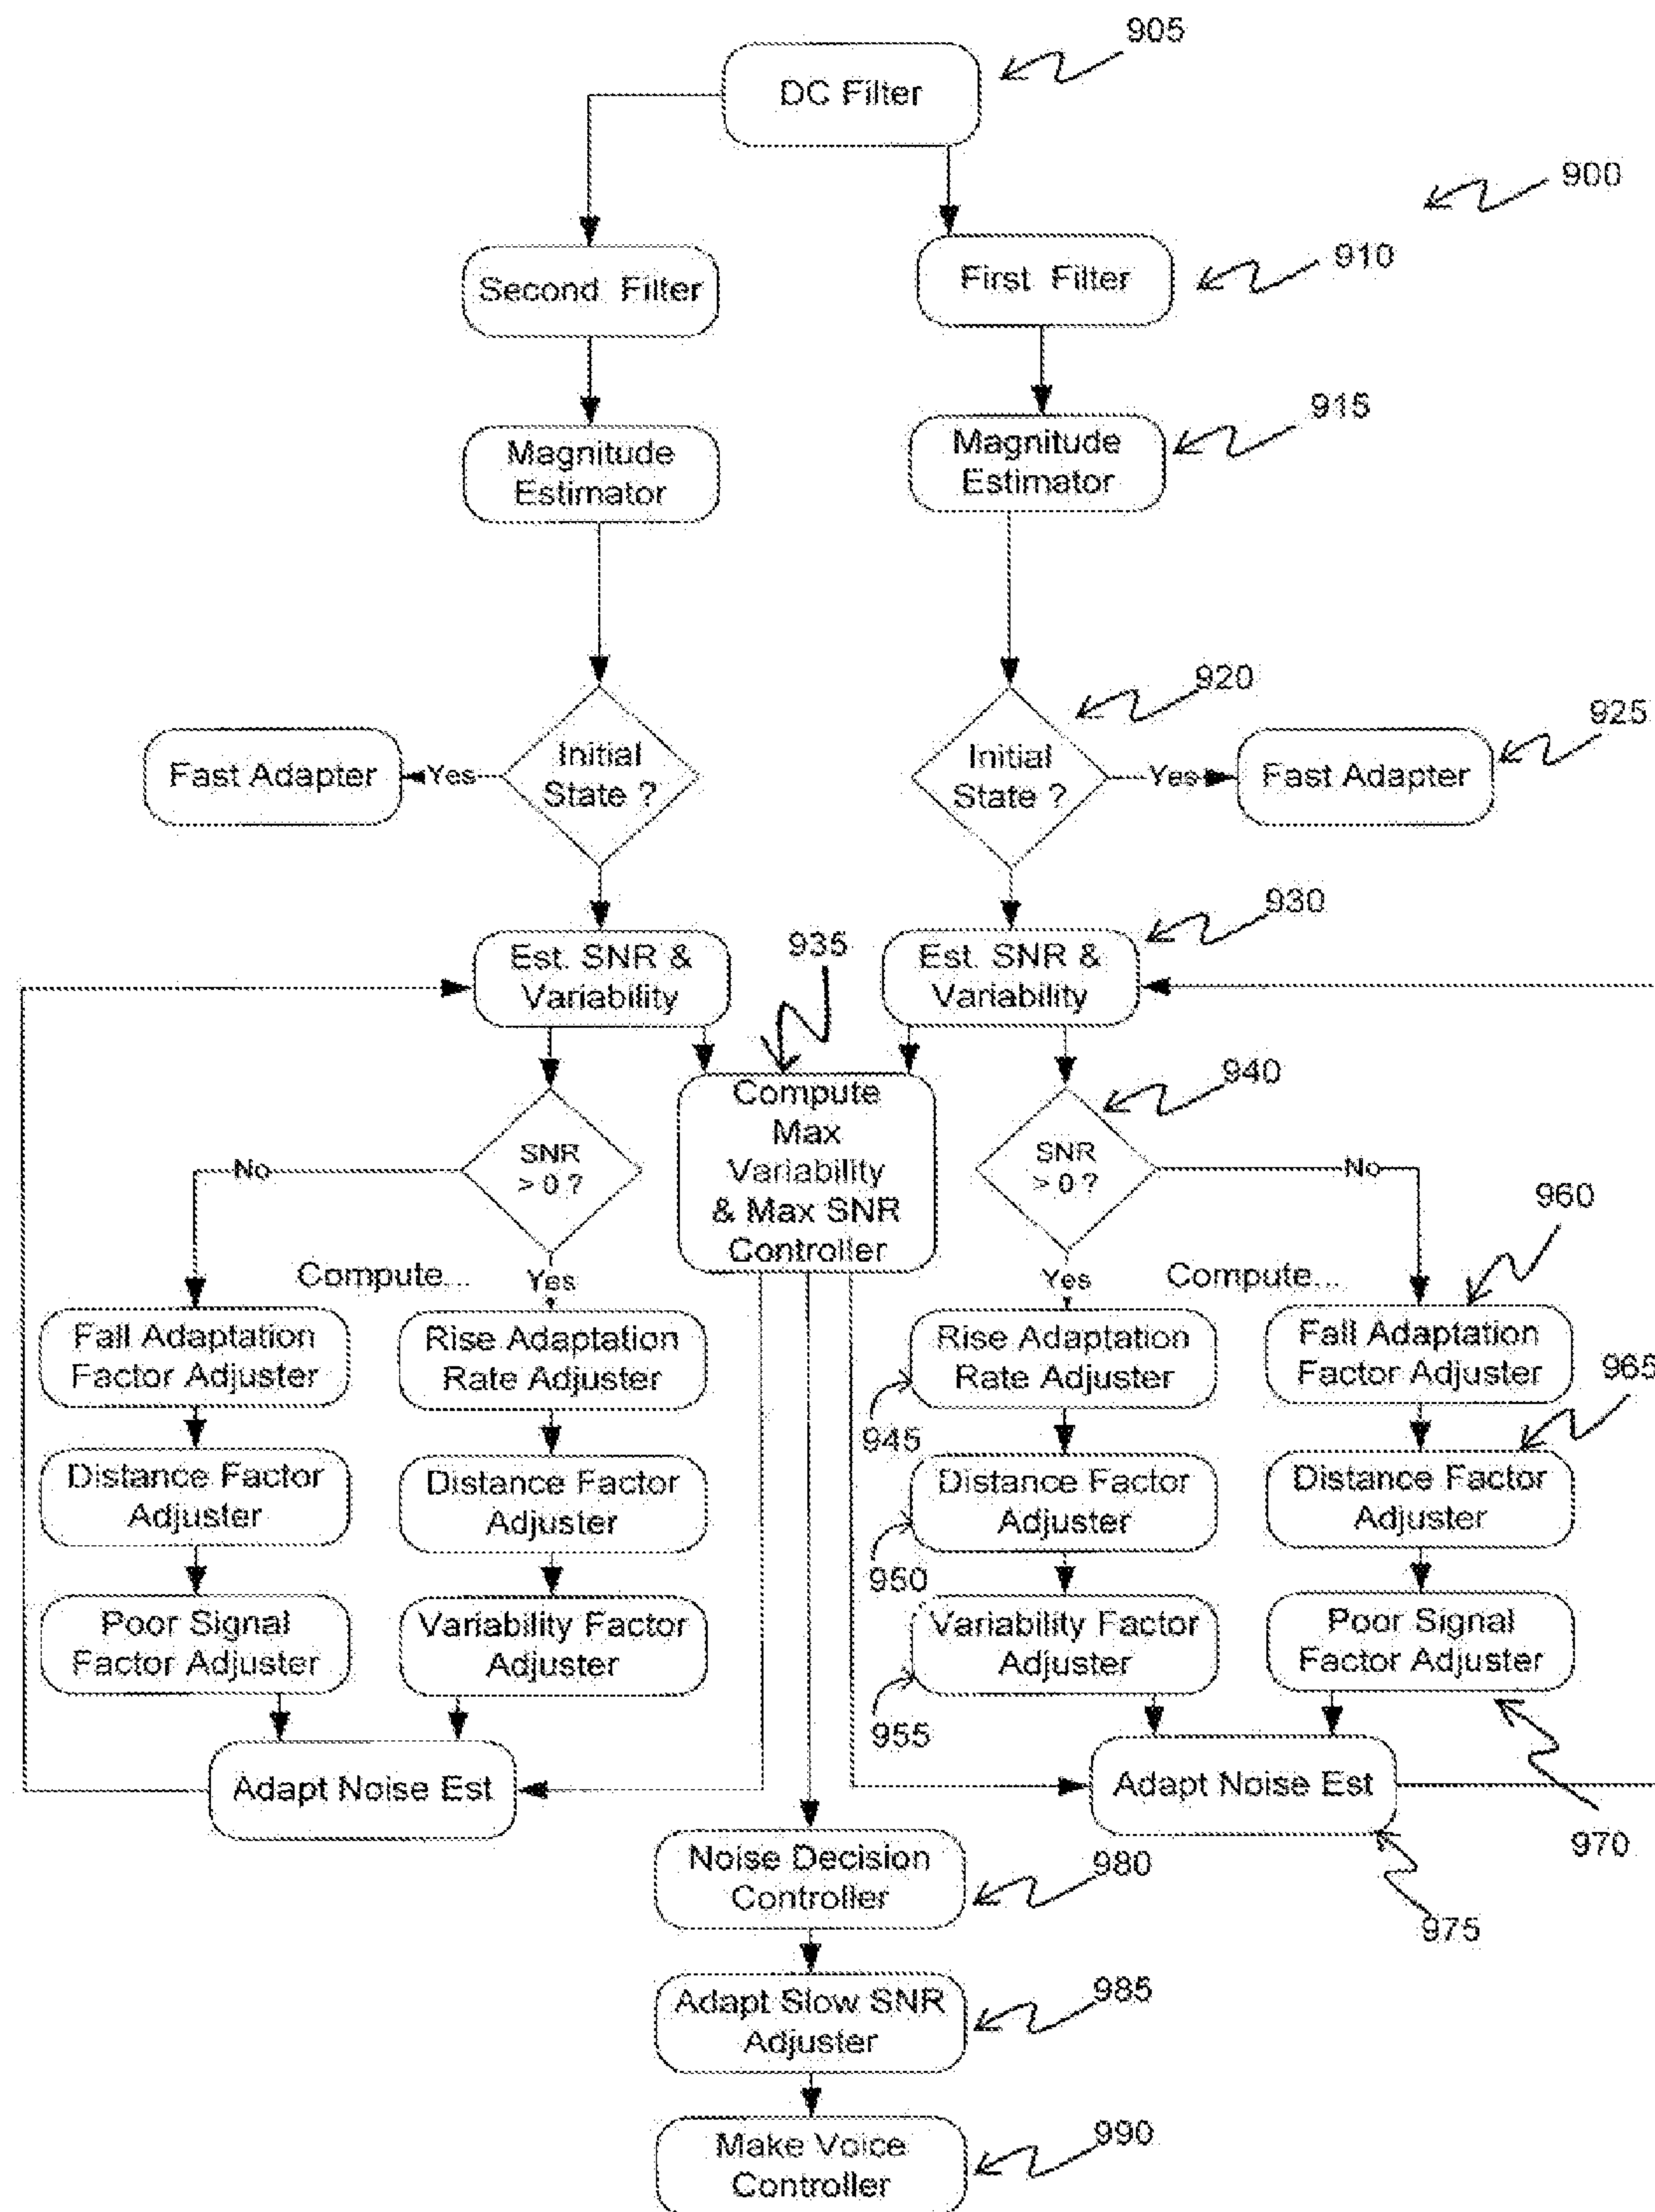 905
DC Filter
900
Second Filter
First Filter
910
Magnitude
Estimator
Magnitude
Estimator
915
920
925
Fast Adapter
Yes
Initial
State ?
Initial
State ?
Yes
Fast Adapter
930
935
Est. SNR &
Variability
Est. SNR &
Variability
940
Compute
Max
Variability
& Max SNR
Controller
No
SNR
> 0 ?
SNR
> 0 ?
No
960
Compute...
Yes
Yes
Compute...
Fall Adaptation
Factor Adjuster
Rise Adaptation
Rate Adjuster
Rise Adaptation
Rate Adjuster
Fall Adaptation
Factor Adjuster
965
945
Distance Factor
Adjuster
Distance Factor
Adjuster
Distance Factor
Adjuster
Distance Factor
Adjuster
950
Poor Signal
Factor Adjuster
Variability Factor
Adjuster
Variability Factor
Adjuster
Poor Signal
Factor Adjuster
955
Adapt Noise Est
Adapt Noise Est
970
975
Noise Decision
Controller
980
Adapt Slow SNR
Adjuster
985
Make Voice
Controller
990